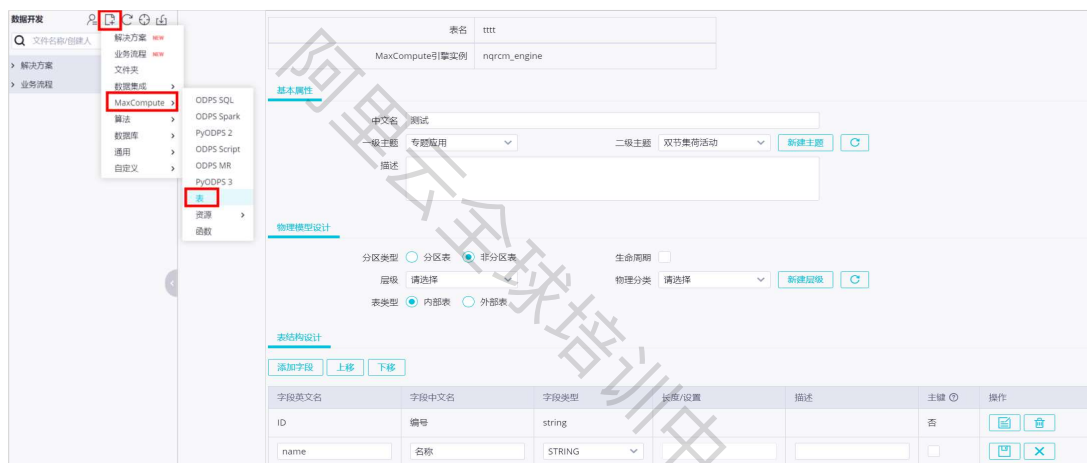 数据开发
文件名称/创建人
解决方案
业务流程
解决方案 NEW
业务流程 NEW
文件夹
数据集成
MaxCompute
算法
数据库
通用
自定义
ODPS SQL
ODPS Spark
PyODPS 2
ODPS Script
ODPS MR
PyODPS 3
表
资源
函数
表名 tttt
MaxCompute引擎实例 nqrcm_engine
基本属性
中文名 测试
一级主题 专题应用 二级主题 双节集荷活动 新建主题 C
描述
物理模型设计
分区类型 分区表 非分区表 生命周期
层级 请选择 物理分类 请选择 新建层级 C
表类型 内部表 外部表
表结构设计
添加字段 上移 下移
字段英文名 字段中文名 字段类型 长度/设置 描述 主键 ? 操作
ID 编号 string 否
name 名称 STRING
阿里云全球培训中